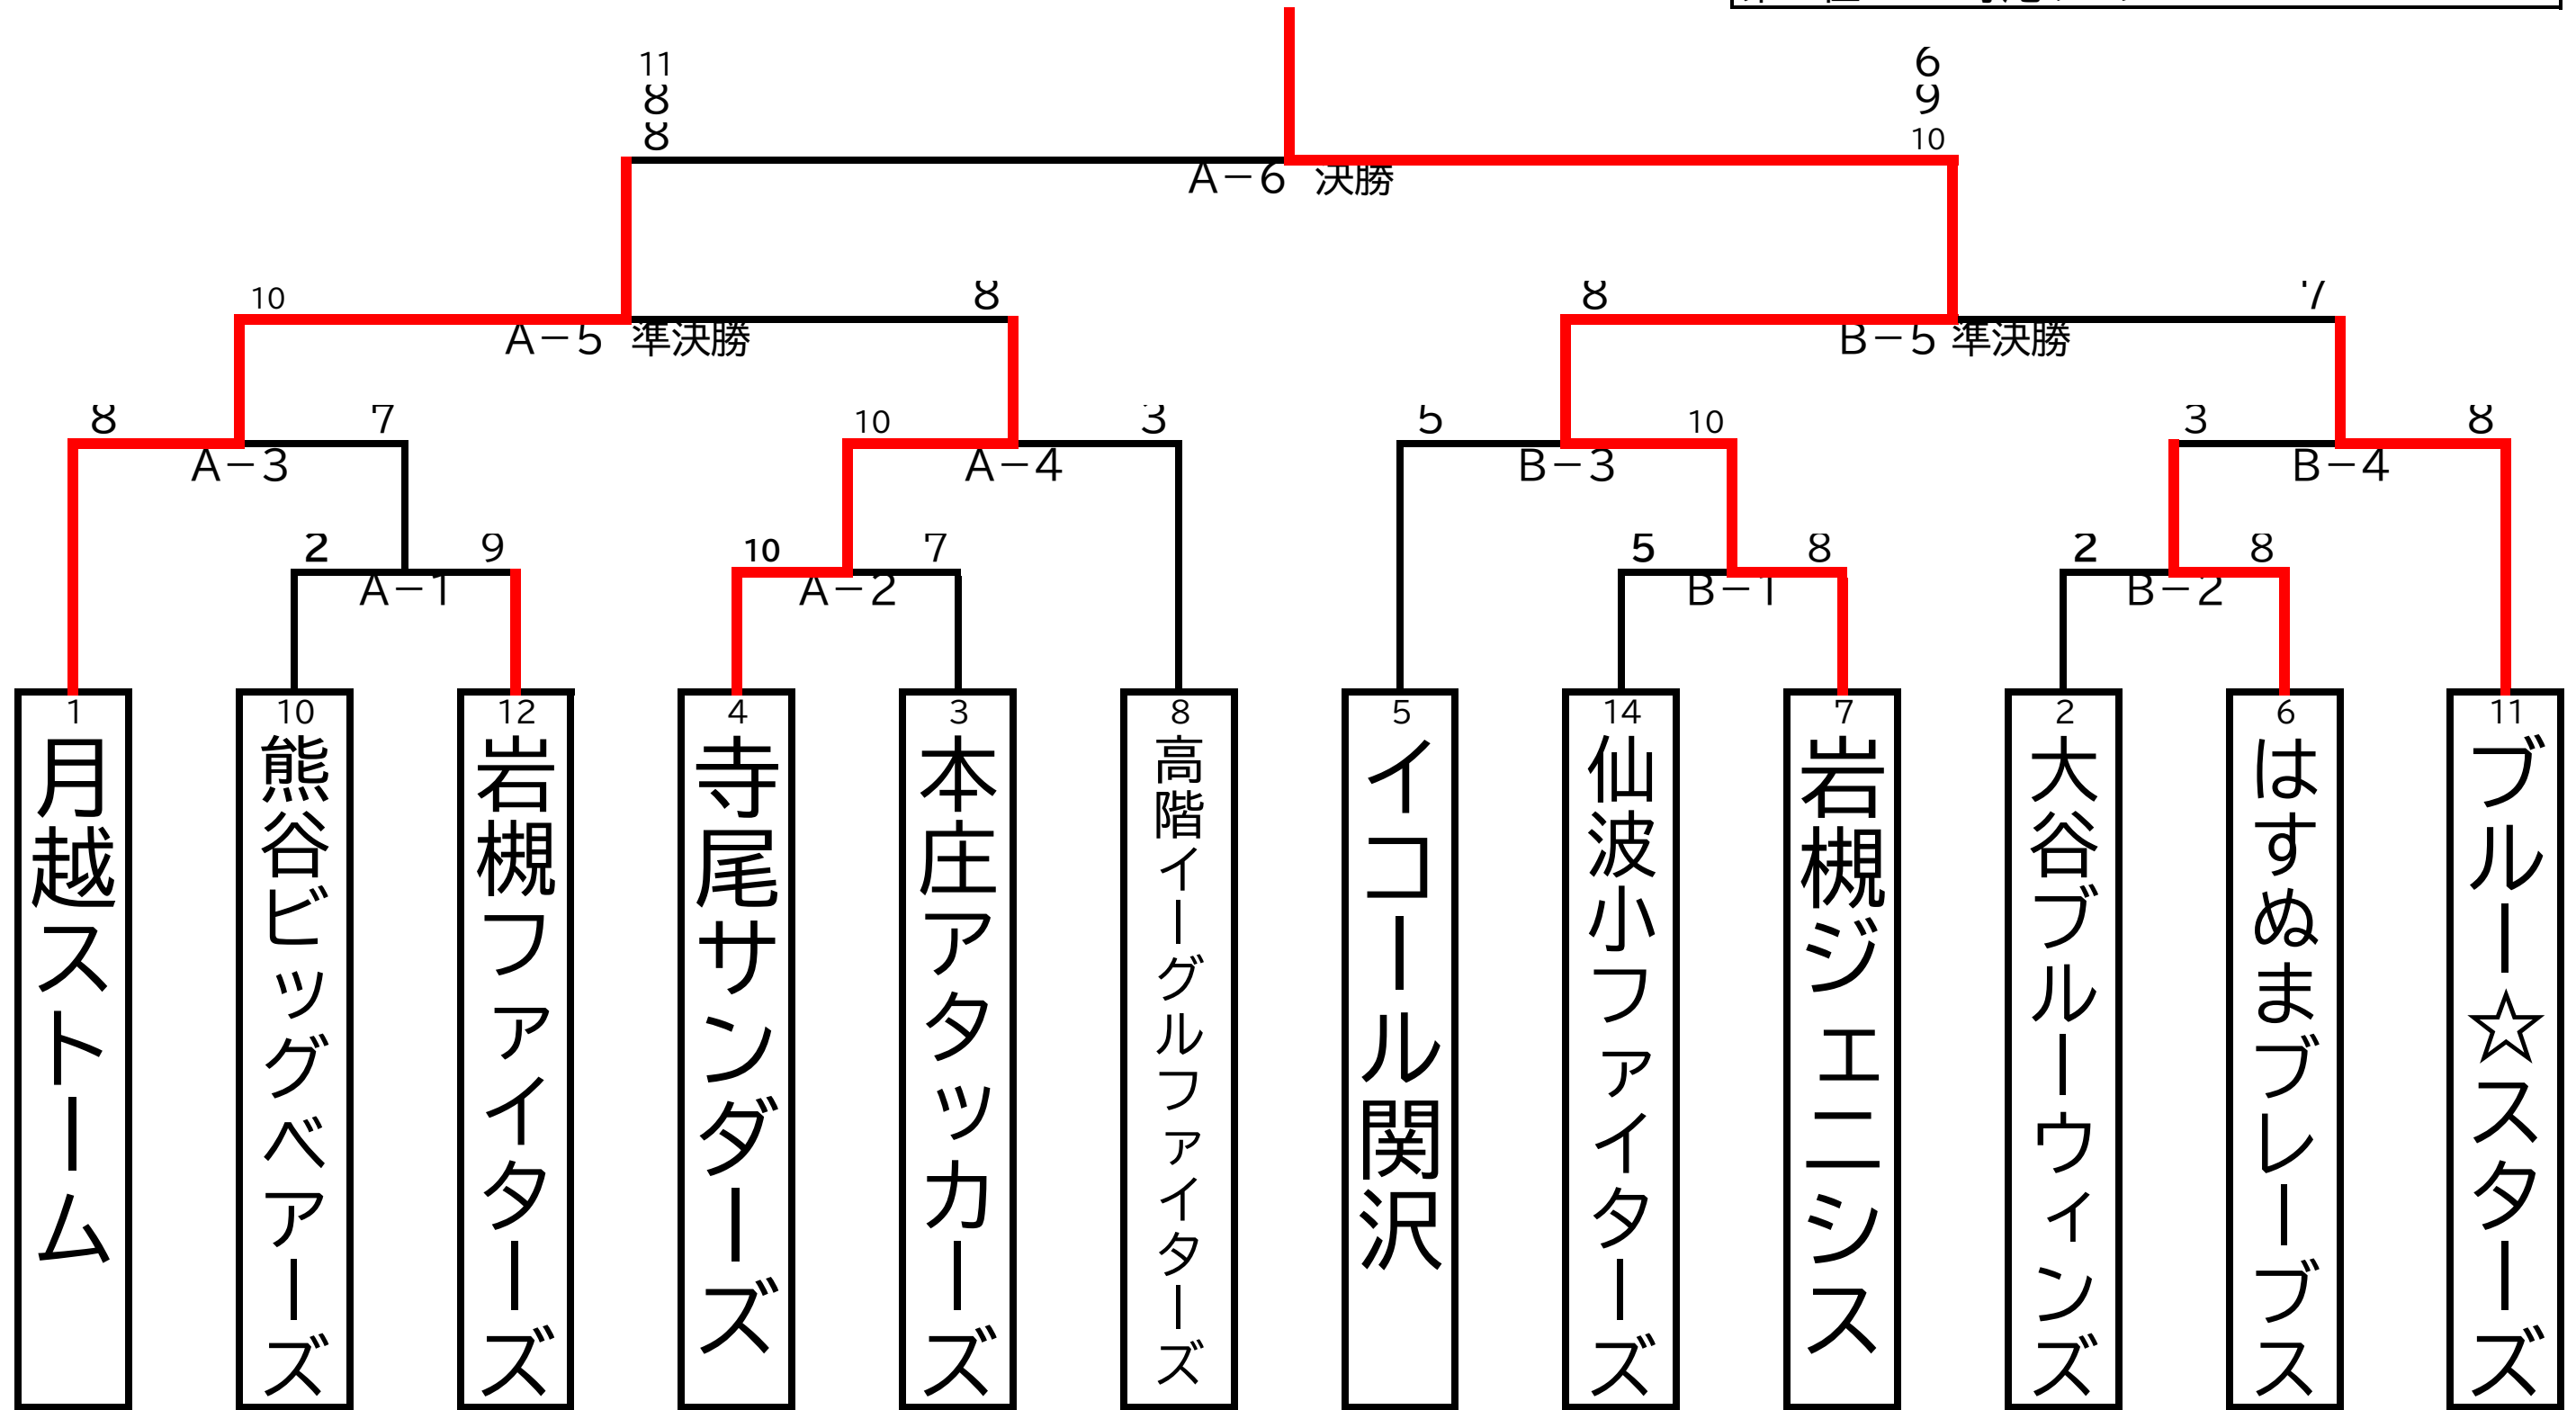 11
8
8
6
9
10
A－6 決勝
10
8
A－5 準決勝
8
7
B－5 準決勝
8
7
A－3
10
3
A－4
5
10
B－3
3
8
B－4
2
9
A－1
10
7
A－2
5
8
B－1
2
8
B－2
1
月越ストーム
10
熊谷ビッグベアーズ
12
岩槻ファイターズ
4
寺尾サンダーズ
3
本庄アタッカーズ
8
高階イーグルファイターズ
5
イコール関沢
14
仙波小ファイターズ
7
岩槻ジェニシス
2
大谷ブルーウィンズ
6
はすぬまブレーブス
11
ブルー☆スターズ